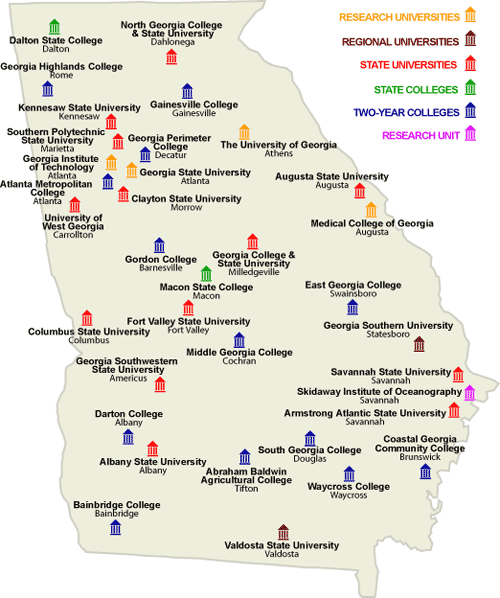 RESEARCH UNIVERSITIES
REGIONAL UNIVERSITIES
STATE UNIVERSITIES
STATE COLLEGES
TWO-YEAR COLLEGES
RESEARCH UNIT
Dalton State College
Dalton
North Georgia College
& State University
Dahlonega
Georgia Highlands College
Rome
Gainesville College
Gainesville
Kennesaw State University
Kennesaw
Southern Polytechnic
State University
Marietta
Georgia Perimeter
College
Decatur
The University of Georgia
Athens
Georgia Institute
of Technology
Atlanta
Georgia State University
Atlanta
Augusta State University
Augusta
Atlanta Metropolitan
College
Atlanta
Clayton State University
Morrow
University of
West Georgia
Carrollton
Medical College of Georgia
Augusta
Gordon College
Barnesville
Georgia College &
State University
Milledgeville
Macon State College
Macon
East Georgia College
Swainsboro
Columbus State University
Columbus
Fort Valley State University
Fort Valley
Georgia Southern University
Statesboro
Middle Georgia College
Cochran
Georgia Southwestern
State University
Americus
Savannah State University
Savannah
Skidaway Institute of Oceanography
Savannah
Armstrong Atlantic State University
Savannah
Darton College
Albany
Albany State University
Albany
South Georgia College
Douglas
Coastal Georgia
Community College
Brunswick
Abraham Baldwin
Agricultural College
Tifton
Waycross College
Waycross
Bainbridge College
Bainbridge
Valdosta State University
Valdosta